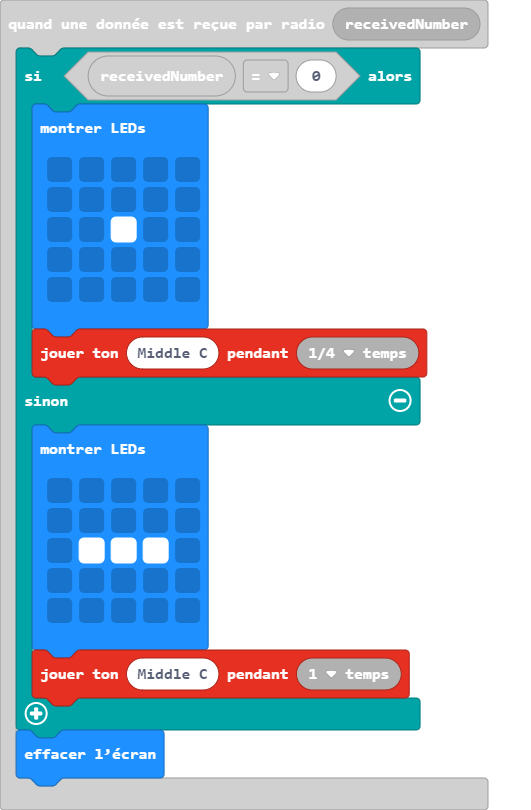 quand une donnée est reçue par radio receivedNumber
si receivedNumber = 0 alors
montrer LEDs
jouer ton Middle C pendant 1/4 temps
sinon
montrer LEDs
jouer ton Middle C pendant 1 temps
effacer l’écran